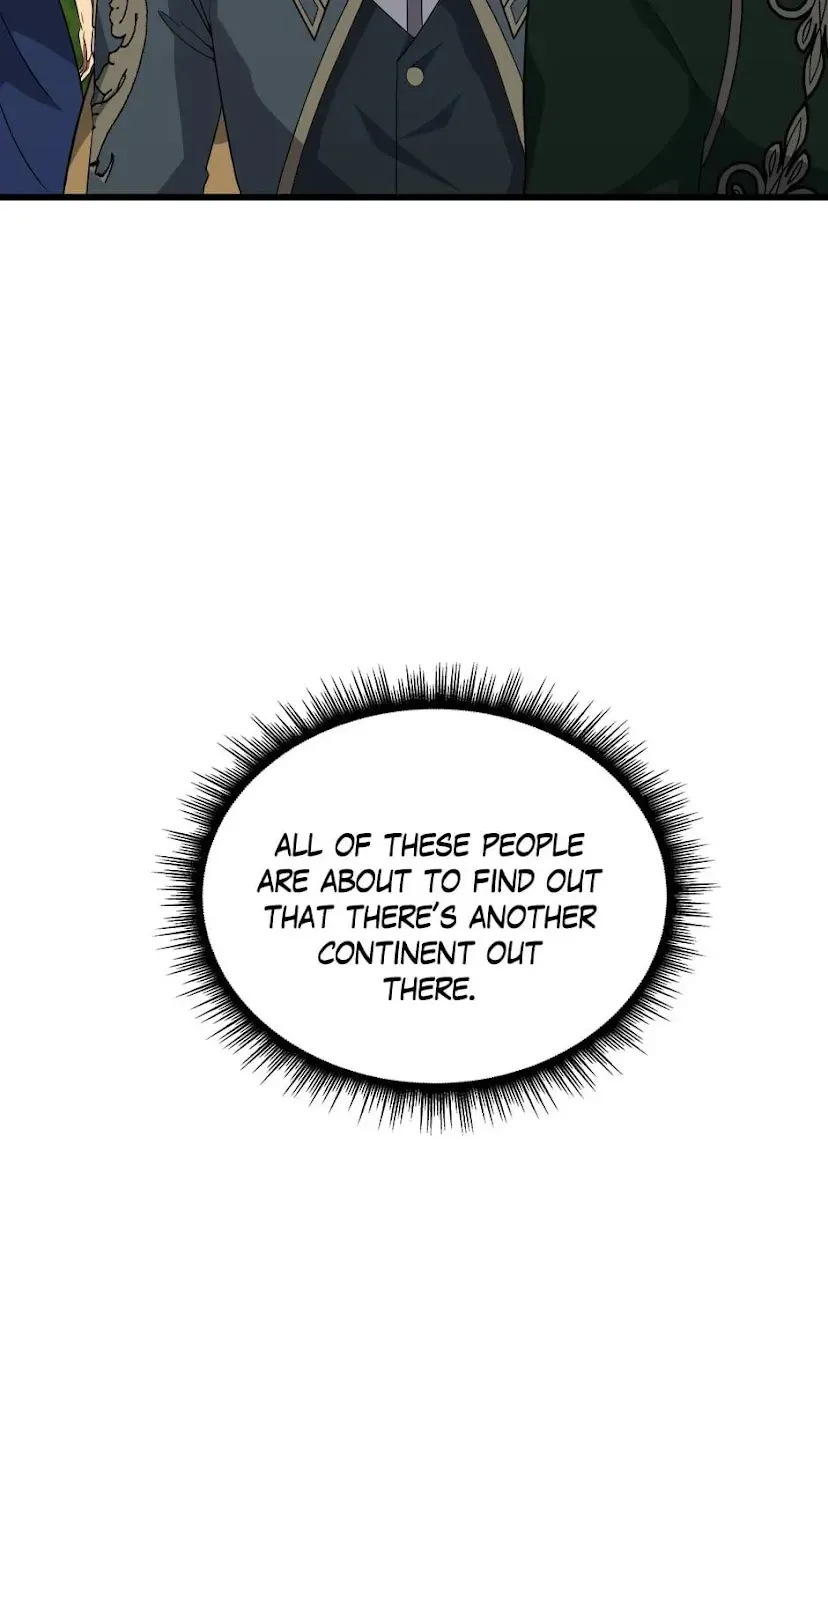 ALL OF THESE PEOPLE
ARE ABOUT TO FIND OUT
THAT THERE'S ANOTHER
CONTINENT OUT
THERE.